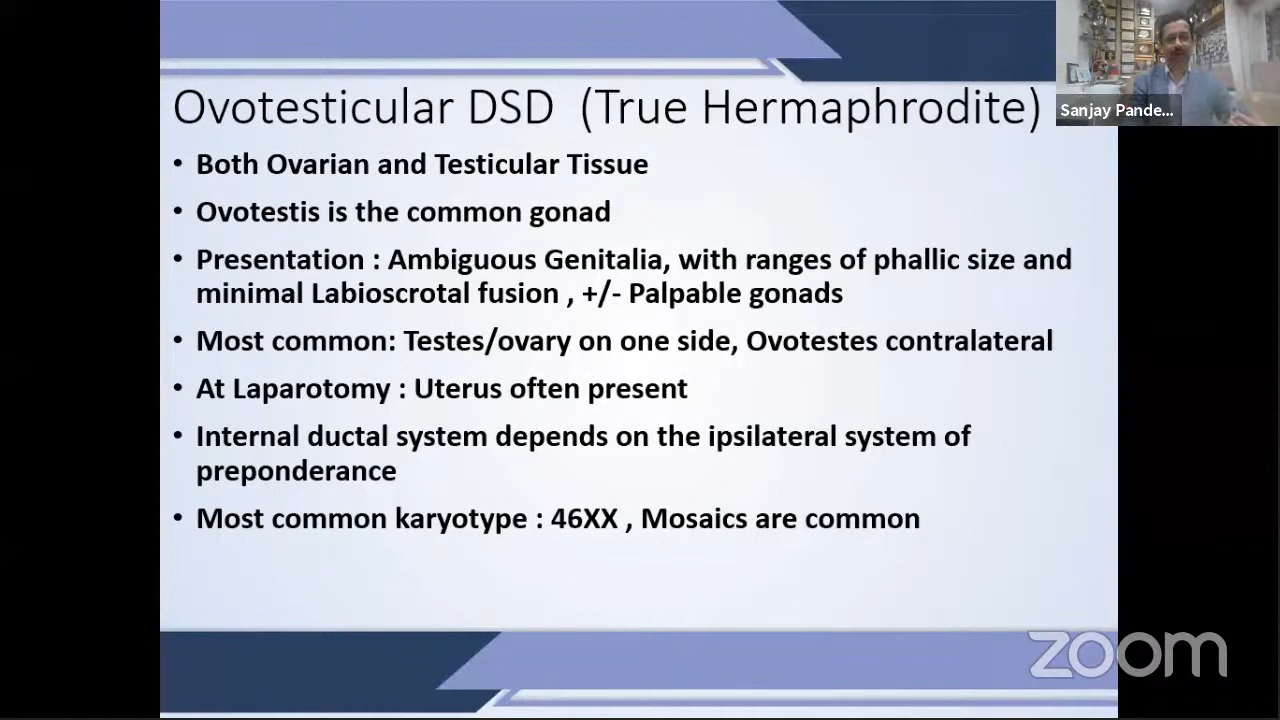 Ovotesticular DSD (True Hermaphrodite)
Sanjay Pande...
• Both Ovarian and Testicular Tissue
• Ovotestis is the common gonad
• Presentation : Ambiguous Genitalia, with ranges of phallic size and
minimal Labioscrotal fusion , +/- Palpable gonads
• Most common: Testes/ovary on one side, Ovotestes contralateral
• At Laparotomy : Uterus often present
• Internal ductal system depends on the ipsilateral system of
preponderance
• Most common karyotype : 46XX , Mosaics are common
zoom